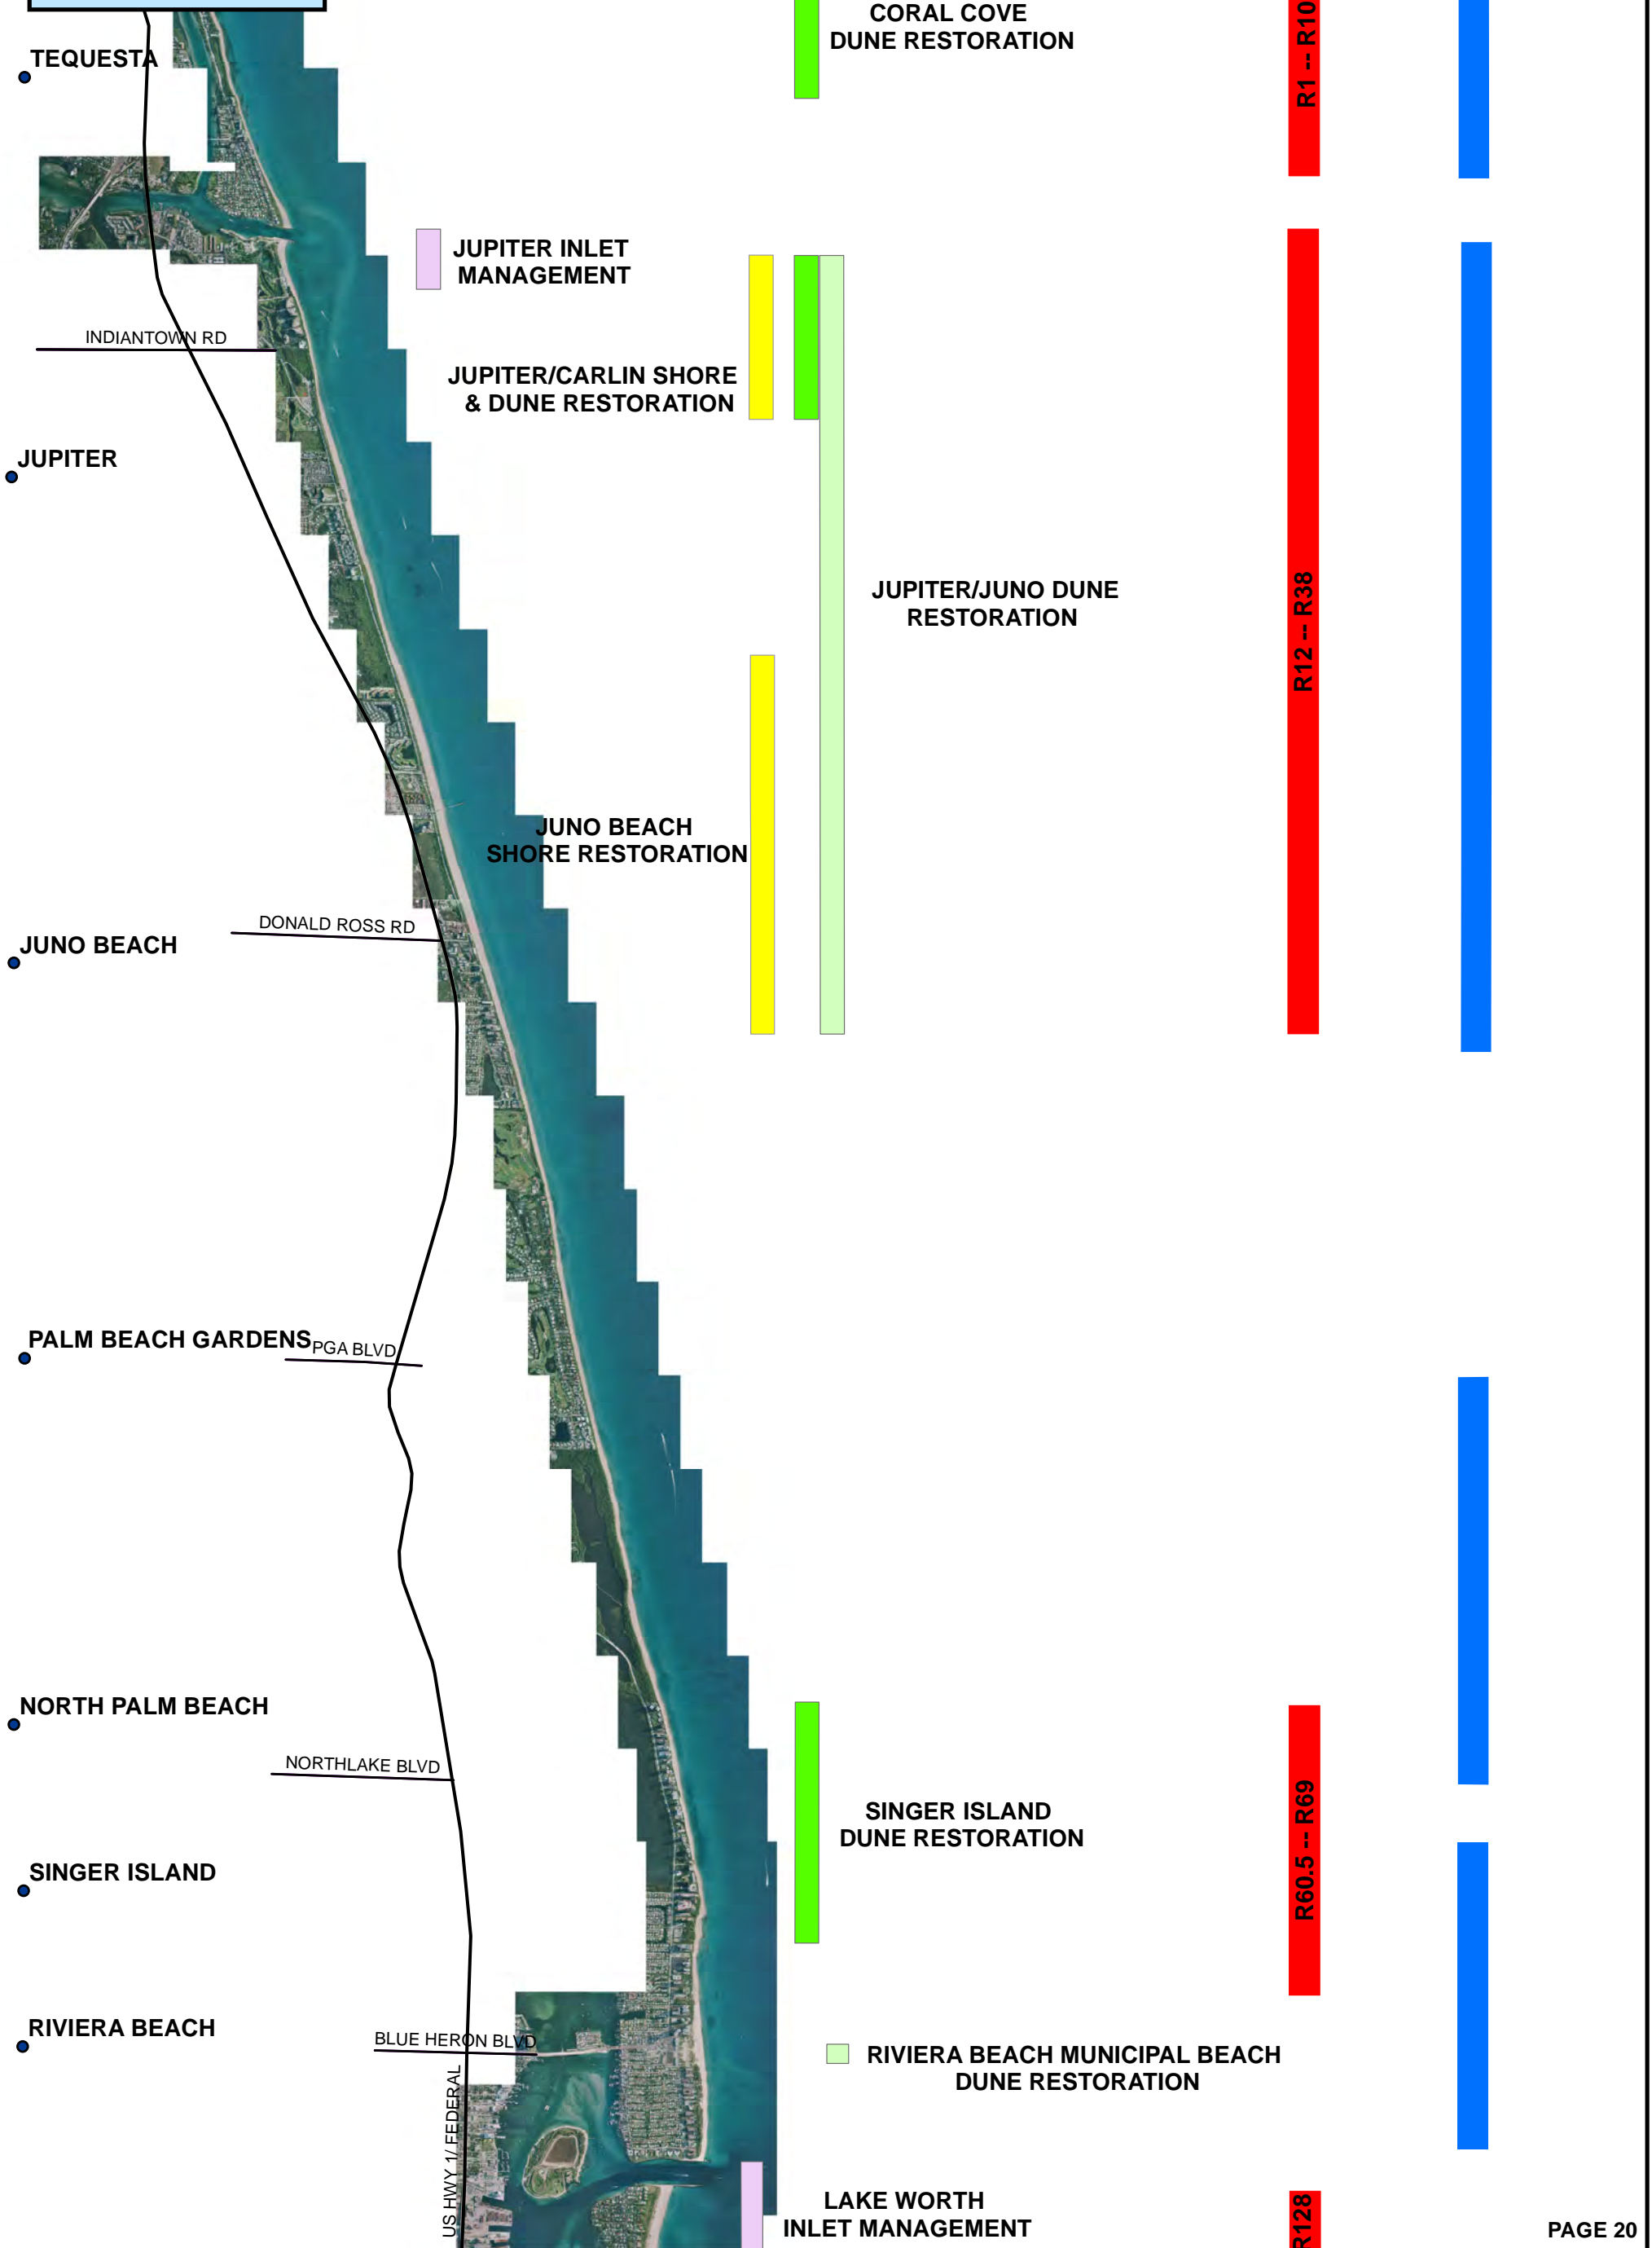 CORAL COVE
DUNE RESTORATION
R1 -- R10
TEQUESTA
JUPITER INLET
MANAGEMENT
INDIANTOWN RD
JUPITER/CARLIN SHORE
& DUNE RESTORATION
JUPITER
JUPITER/JUNO DUNE
RESTORATION
R12 -- R38
JUNO BEACH
SHORE RESTORATION
DONALD ROSS RD
JUNO BEACH
PALM BEACH GARDENS
PGA BLVD
NORTH PALM BEACH
NORTHLAKE BLVD
SINGER ISLAND
DUNE RESTORATION
R60.5 -- R69
SINGER ISLAND
RIVIERA BEACH
BLUE HERON BLVD
RIVIERA BEACH MUNICIPAL BEACH
DUNE RESTORATION
US HWY 1/ FEDERAL
LAKE WORTH
INLET MANAGEMENT
R128
PAGE 20